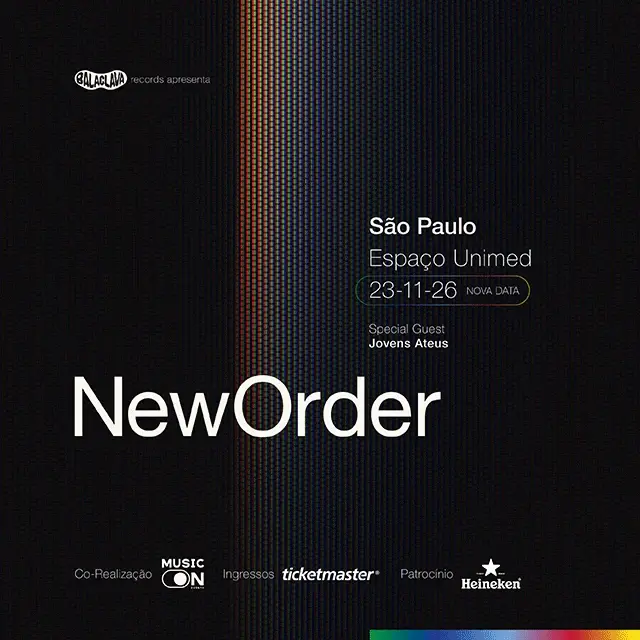 BALACLAVA records apresenta
São Paulo
Espaço Unimed
23-11-26 NOVA DATA
Special Guest
Jovens Ateus
NewOrder
Co-Realização MUSIC ON Ingressos ticketmaster® Patrocínio Heineken®